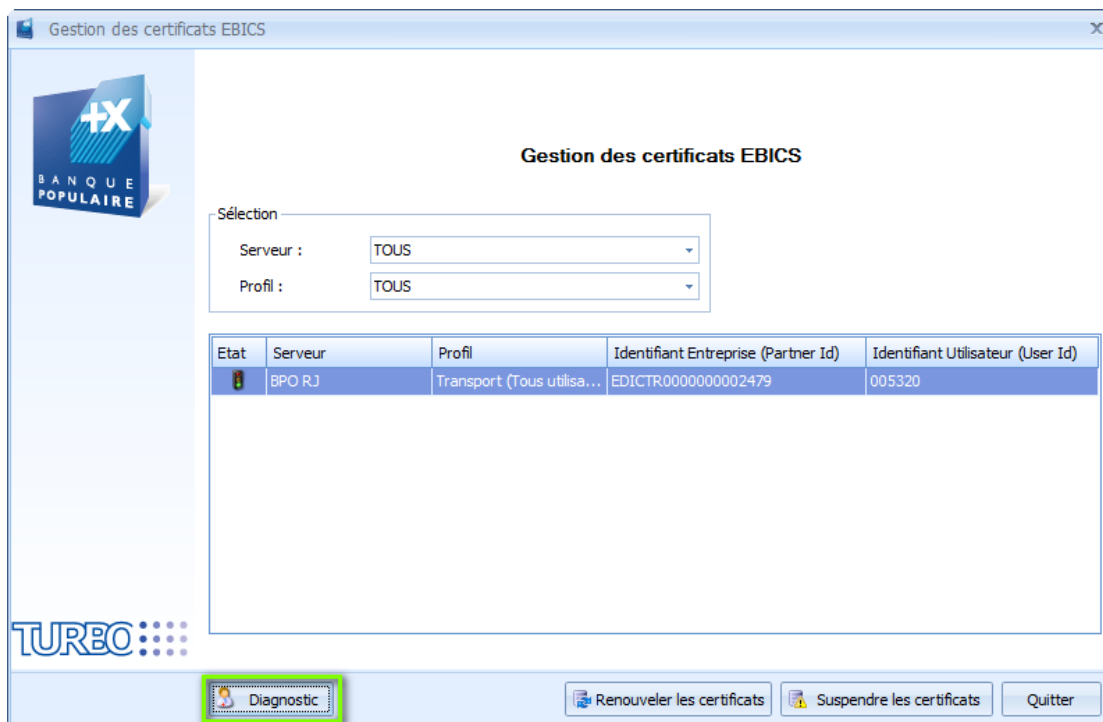 Gestion des certificats EBICS
+X
BANQUE
POPULAIRE
Gestion des certificats EBICS
Sélection
Serveur : TOUS
Profil : TOUS
Etat Serveur Profil Identifiant Entreprise (Partner Id) Identifiant Utilisateur (User Id)
BPO RJ Transport (Tous utilisa... EDICTR0000000002479 005320
TURBO
Diagnostic Renouveler les certificats Suspendre les certificats Quitter